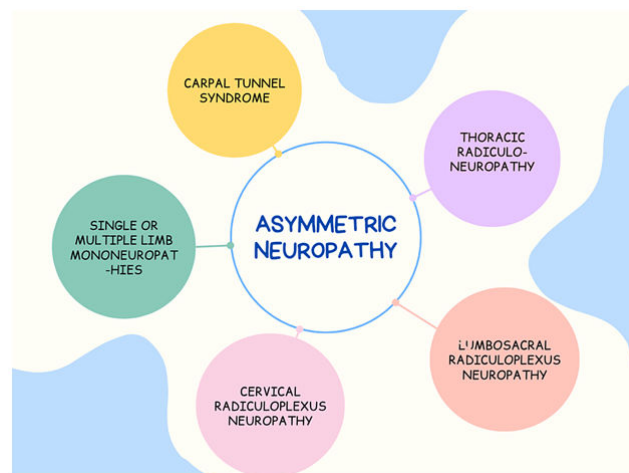 CARPAL TUNNEL
SYNDROME
THORACIC
RADICULO-
NEUROPATHY
ASYMMETRIC
NEUROPATHY
SINGLE OR
MULTIPLE LIMB
MONONEUROPAT
-HIES
LUMBOSACRAL
RADICULOPLEXUS
NEUROPATHY
CERVICAL
RADICULOPLEXUS
NEUROPATHY